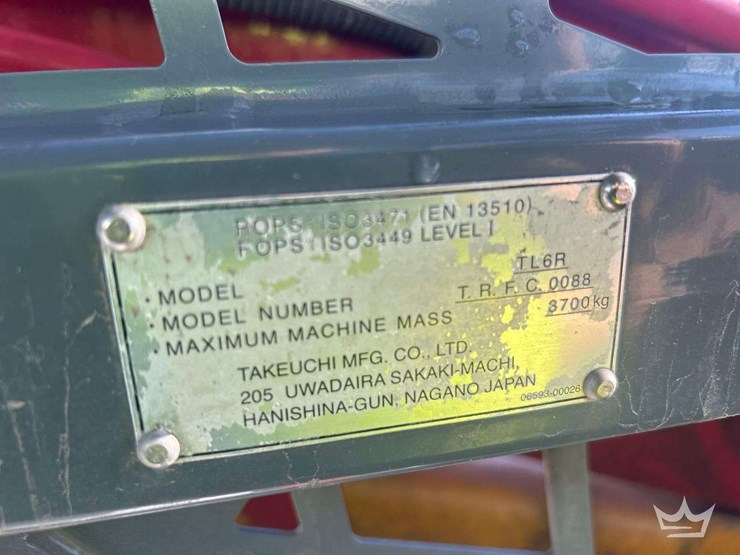 ROPS : ISO3471 (EN 13510)
FOPS : ISO3449 LEVEL I
· MODEL TL6R
· MODEL NUMBER T. R. F. C. 0088
· MAXIMUM MACHINE MASS 3700kg
TAKEUCHI MFG. CO., LTD.
205 UWADAIRA SAKAKI-MACHI,
HANISHINA-GUN, NAGANO JAPAN
06593-00026